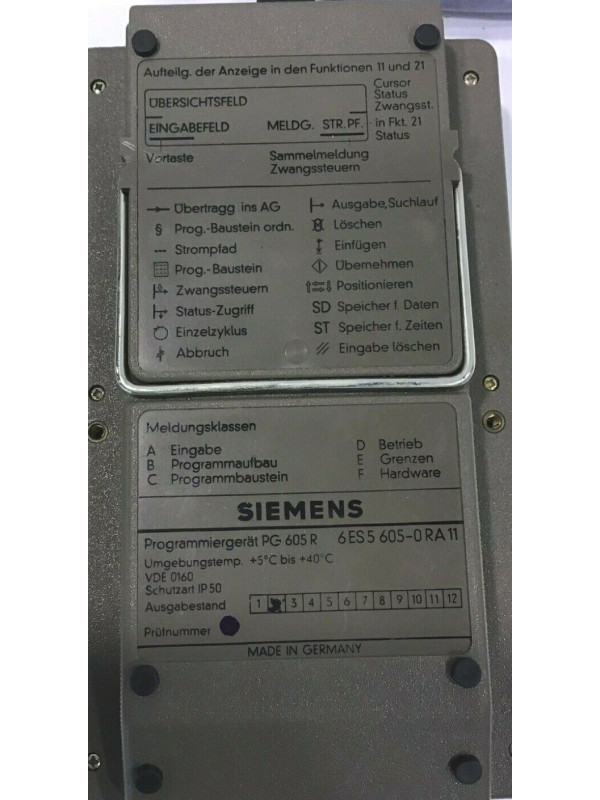 Aufteilg. der Anzeige in den Funktionen 11 und 21
ÜBERSICHTSFELD
Cursor
Status
Zwangsst.
EINGABEFELD MELDG. STR.PF.
in Fkt. 21
Status
Vortaste
Sammelmeldung
Zwangssteuern
Übertragg ins AG
Ausgabe, Suchlauf
§ Prog.-Baustein ordn.
Löschen
Strompfad
Einfügen
Prog.-Baustein
Übernehmen
Zwangssteuern
Positionieren
Status-Zugriff
SD Speicher f. Daten
Einzelzyklus
ST Speicher f. Zeiten
Abbruch
Eingabe löschen
Meldungsklassen
A Eingabe
D Betrieb
B Programmaufbau
E Grenzen
C Programmbaustein
F Hardware
SIEMENS
Programmiergerät PG 605 R 6ES5 605-0RA11
Umgebungstemp. +5°C bis +40°C
VDE 0160
Schutzart IP50
Ausgabestand 1 3 4 5 6 7 8 9 10 11 12
Prüfnummer
MADE IN GERMANY